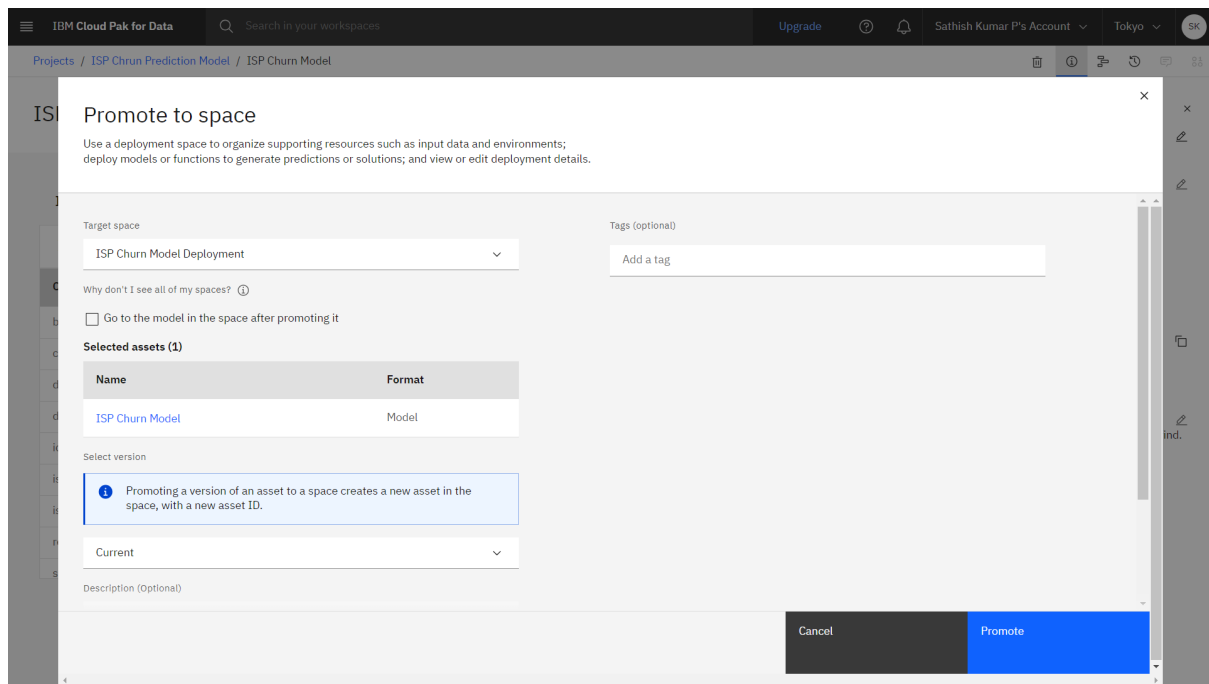 IBM Cloud Pak for Data
Search in your workspaces
Upgrade
Sathish Kumar P's Account
Tokyo
SK
Projects / ISP Chrun Prediction Model / ISP Churn Model
Promote to space
Use a deployment space to organize supporting resources such as input data and environments;
deploy models or functions to generate predictions or solutions; and view or edit deployment details.
Target space
Tags (optional)
ISP Churn Model Deployment
Add a tag
Why don't I see all of my spaces?
Go to the model in the space after promoting it
Selected assets (1)
Name Format
ISP Churn Model Model
ind.
Select version
Promoting a version of an asset to a space creates a new asset in the
space, with a new asset ID.
Current
Description (Optional)
Cancel
Promote